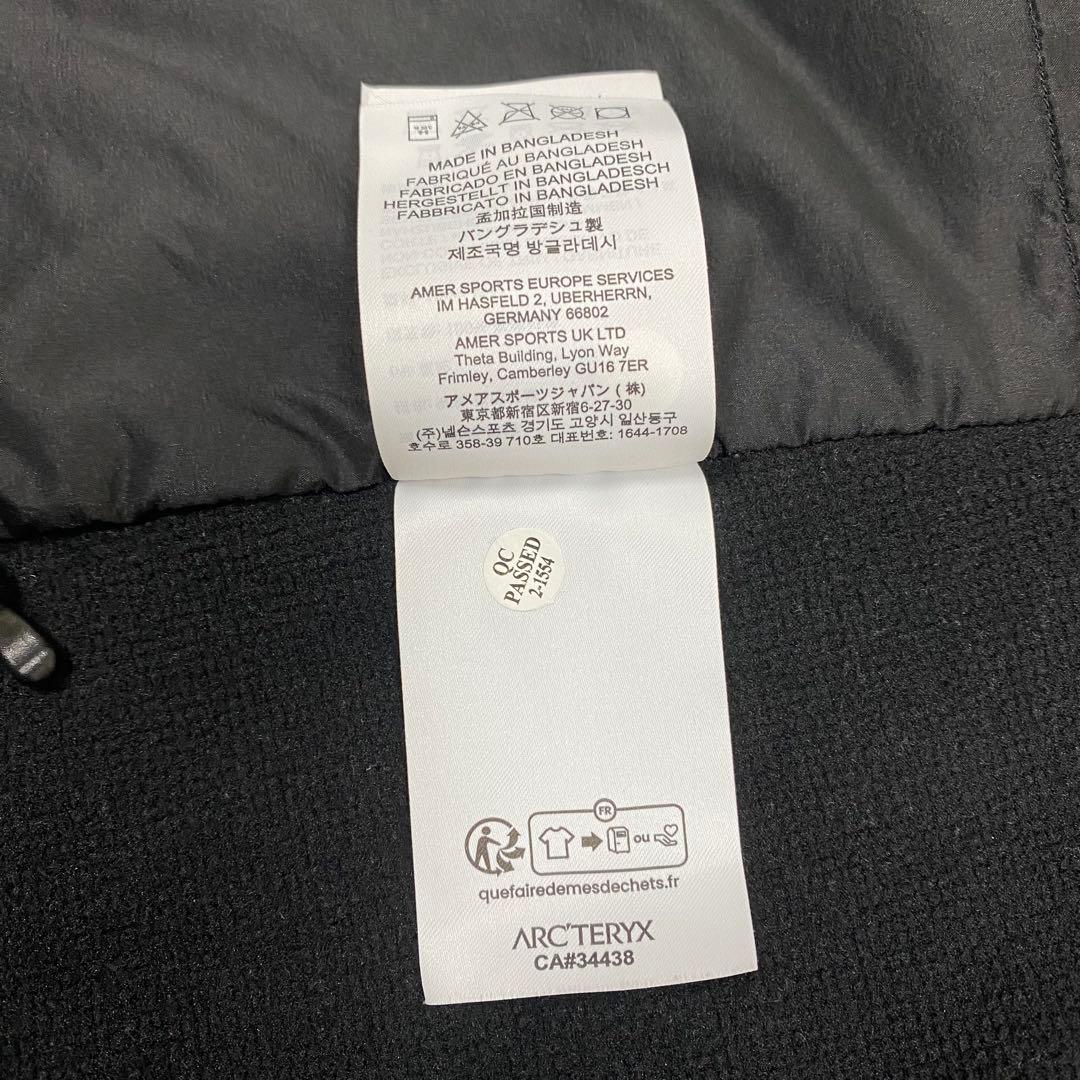 MADE IN BANGLADESH
FABRIQUÉ AU BANGLADESH
FABRICADO EN BANGLADESH
HERGESTELLT IN BANGLADESCH
FABBRICATO IN BANGLADESH
孟加拉国制造
バングラデシュ製
제조국명 방글라데시
AMER SPORTS EUROPE SERVICES
IM HASFELD 2, UBERHERRN,
GERMANY 66802
AMER SPORTS UK LTD
Theta Building, Lyon Way
Frimley, Camberley GU16 7ER
アメアスポーツジャパン ( 株)
東京都新宿区新宿6-27-30
(주)넬슨스포츠 경기도 고양시 일산동구
호수로 358-39 710호 대표번호: 1644-1708
QC
PASSED
2-1554
FR
ou
quefairedemesdechets.fr
ARC'TERYX
CA#34438